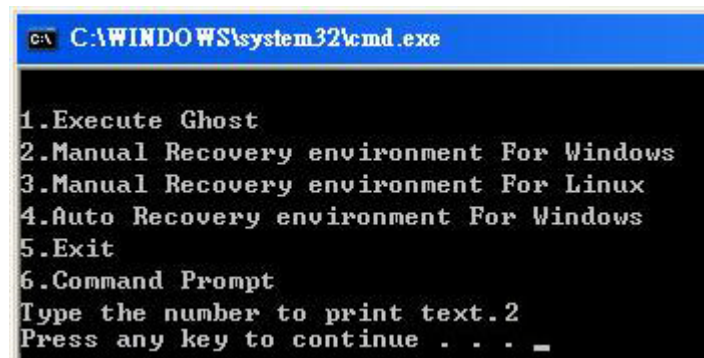 C:\WINDOWS\system32\cmd.exe
1.Execute Ghost
2.Manual Recovery environment For Windows
3.Manual Recovery environment For Linux
4.Auto Recovery environment For Windows
5.Exit
6.Command Prompt
Type the number to print text.2
Press any key to continue . . . _